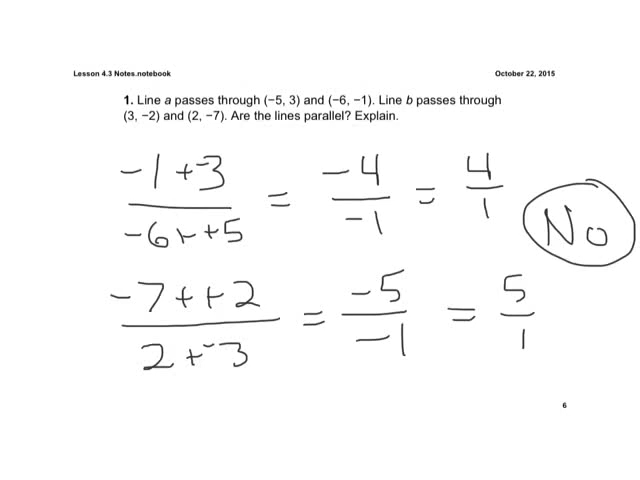 Lesson 4.3 Notes.notebook October 22, 2015
1. Line a passes through (−5, 3) and (−6, −1). Line b passes through
(3, −2) and (2, −7). Are the lines parallel? Explain.
-1 + -3 / -6 + +5 = -4 / -1 = 4 / 1
No
-7 + +2 / 2 + -3 = -5 / -1 = 5 / 1
6